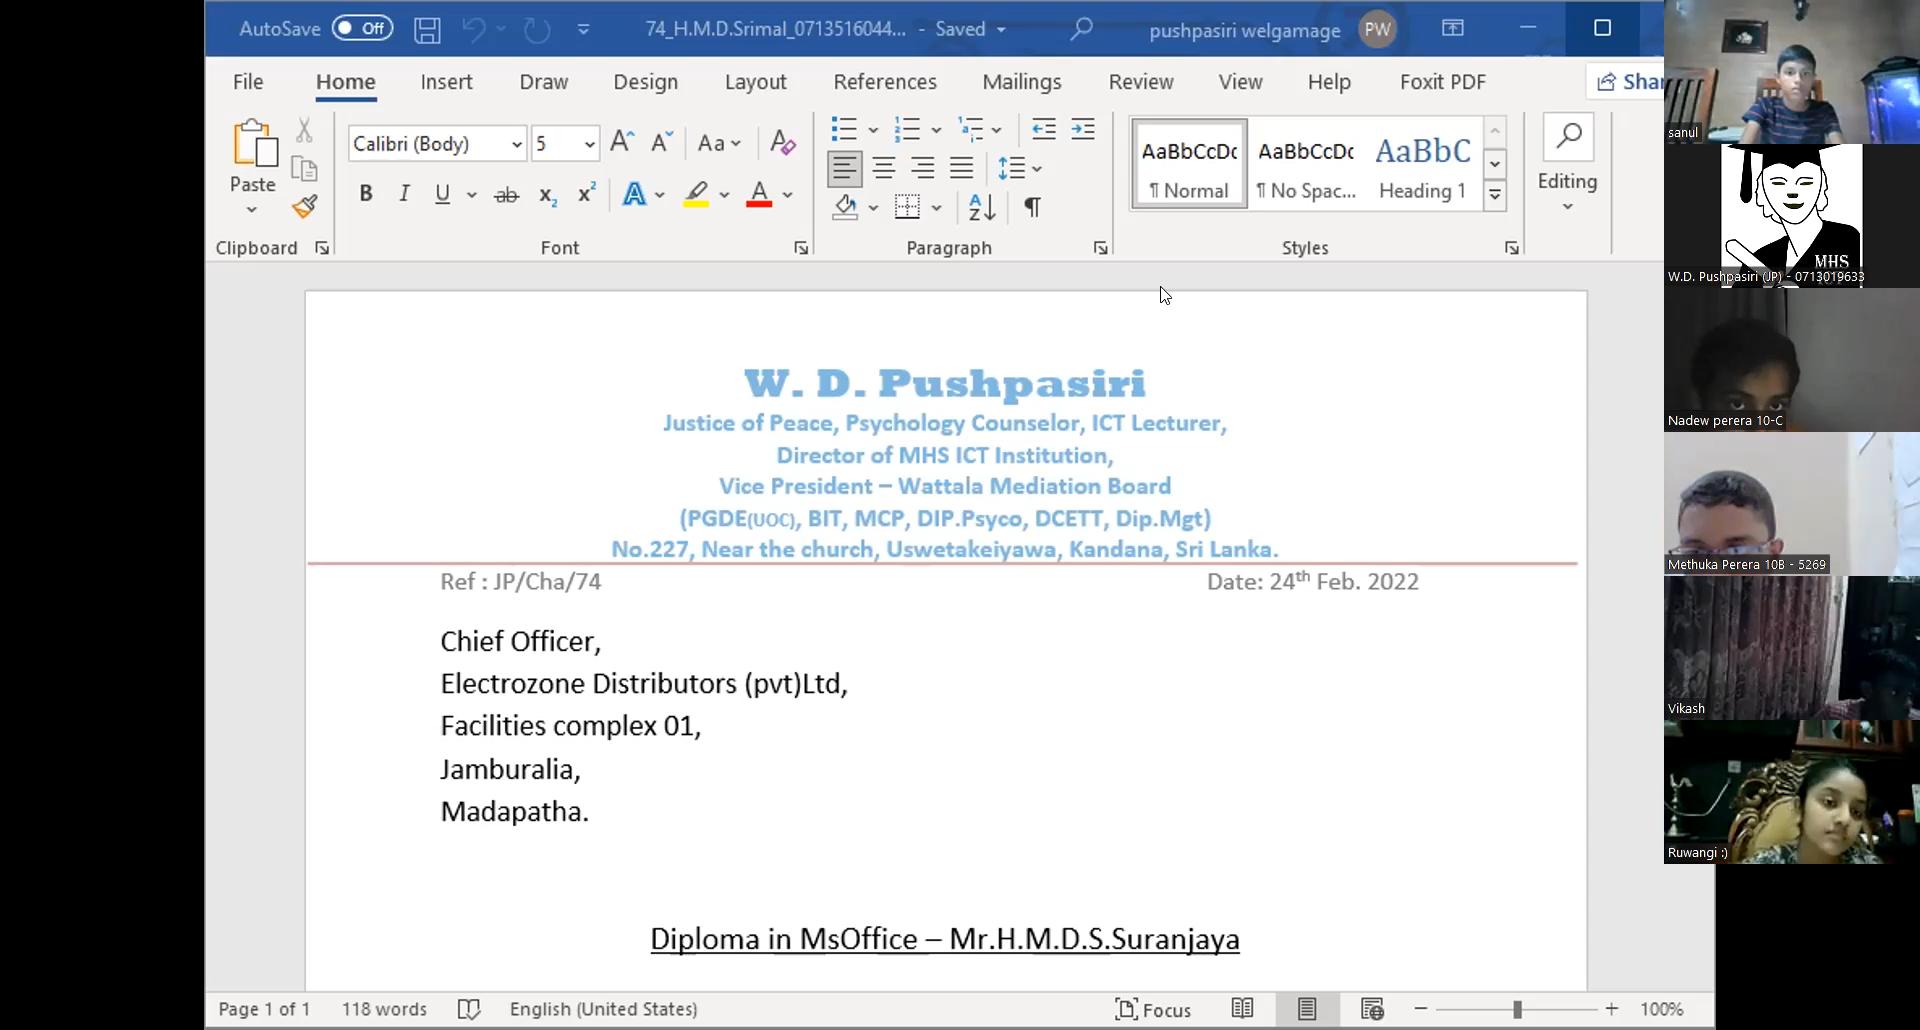 AutoSave Off 74_H.M.D.Srimal_0713516044... - Saved pushpasiri welgamage PW
File Home Insert Draw Design Layout References Mailings Review View Help Foxit PDF Shar
Calibri (Body) 5 Aa
Paste
B I U ab x2 x2 A A
AaBbCcDc AaBbCcDc AaBbC
¶ Normal ¶ No Spac... Heading 1
Editing
Clipboard Font Paragraph Styles
W. D. Pushpasiri
Justice of Peace, Psychology Counselor, ICT Lecturer,
Director of MHS ICT Institution,
Vice President – Wattala Mediation Board
(PGDE(UOC), BIT, MCP, DIP.Psyco, DCETT, Dip.Mgt)
No.227, Near the church, Uswetakeiyawa, Kandana, Sri Lanka.
Ref : JP/Cha/74 Date: 24th Feb. 2022
Chief Officer,
Electrozone Distributors (pvt)Ltd,
Facilities complex 01,
Jamburalia,
Madapatha.
Diploma in MsOffice – Mr.H.M.D.S.Suranjaya
Page 1 of 1 118 words English (United States) Focus 100%
sanul
MHS
W.D. Pushpasiri (JP) - 0713019633
Nadew perera 10-C
Methuka Perera 10B - 5269
Vikash
Ruwangi :)